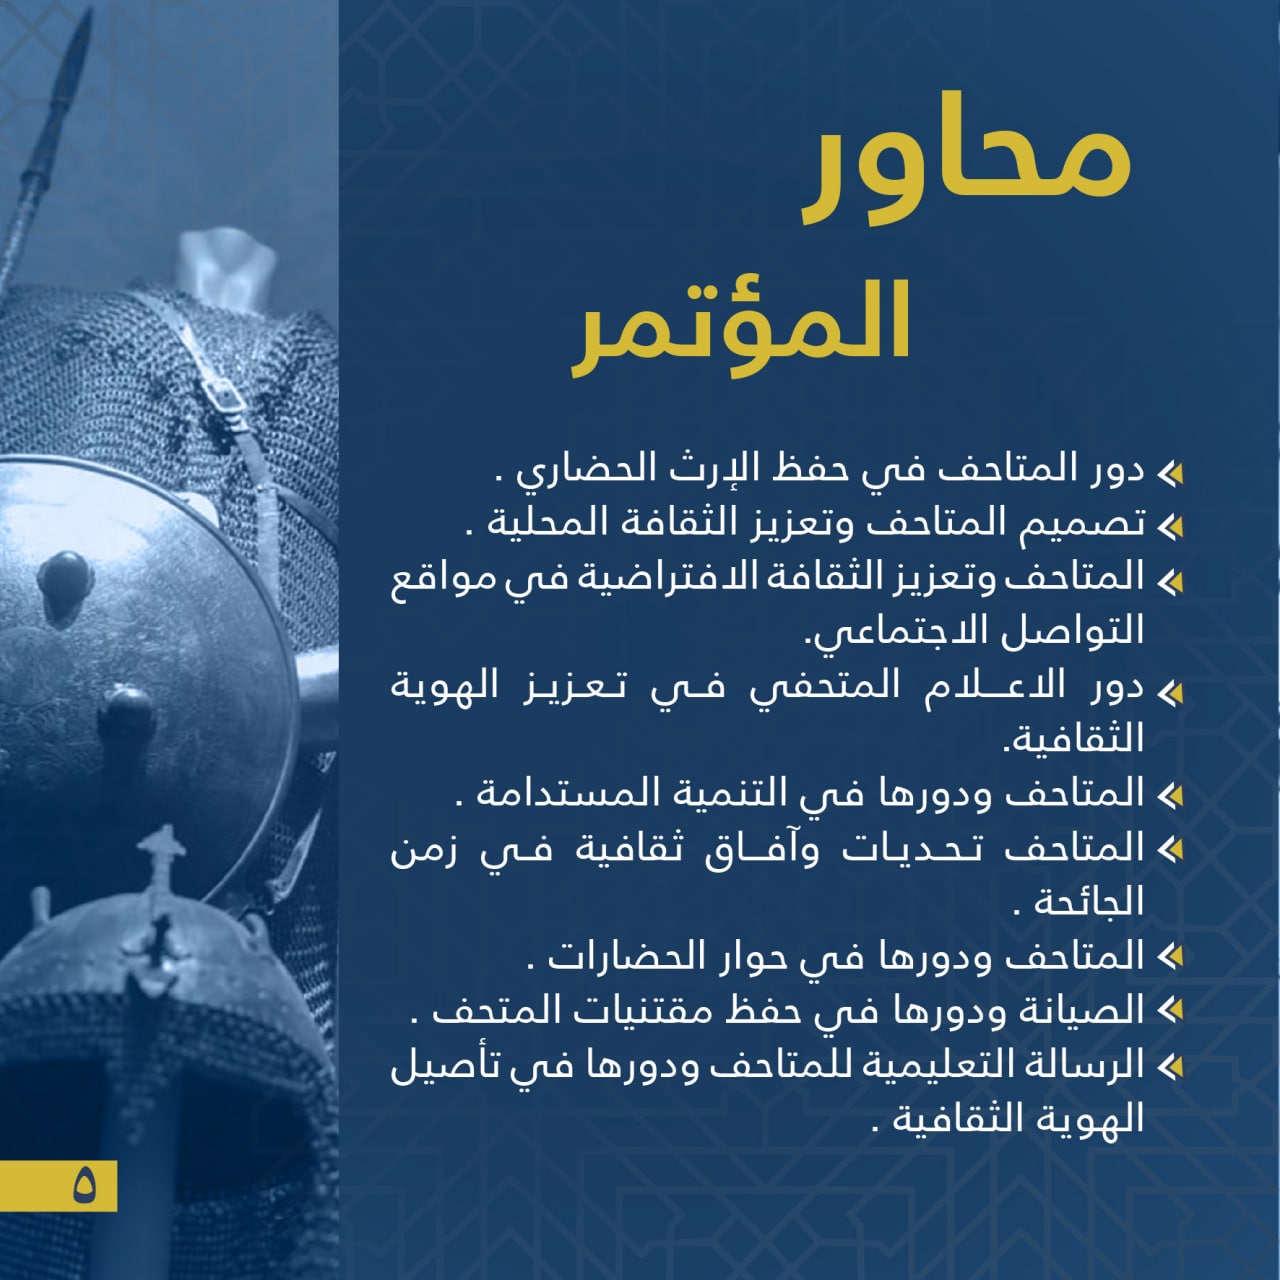 محاور
المؤتمر
دور المتاحف في حفظ الإرث الحضاري .
تصميم المتاحف وتعزيز الثقافة المحلية .
المتاحف وتعزيز الثقافة الافتراضية في مواقع
التواصل الاجتماعي.
دور الاعلام المتحفي في تعزيز الهوية
الثقافية.
المتاحف ودورها في التنمية المستدامة .
المتاحف تحديات وآفاق ثقافية في زمن
الجائحة .
المتاحف ودورها في حوار الحضارات .
الصيانة ودورها في حفظ مقتنيات المتحف .
الرسالة التعليمية للمتاحف ودورها في تأصيل
الهوية الثقافية .
٥